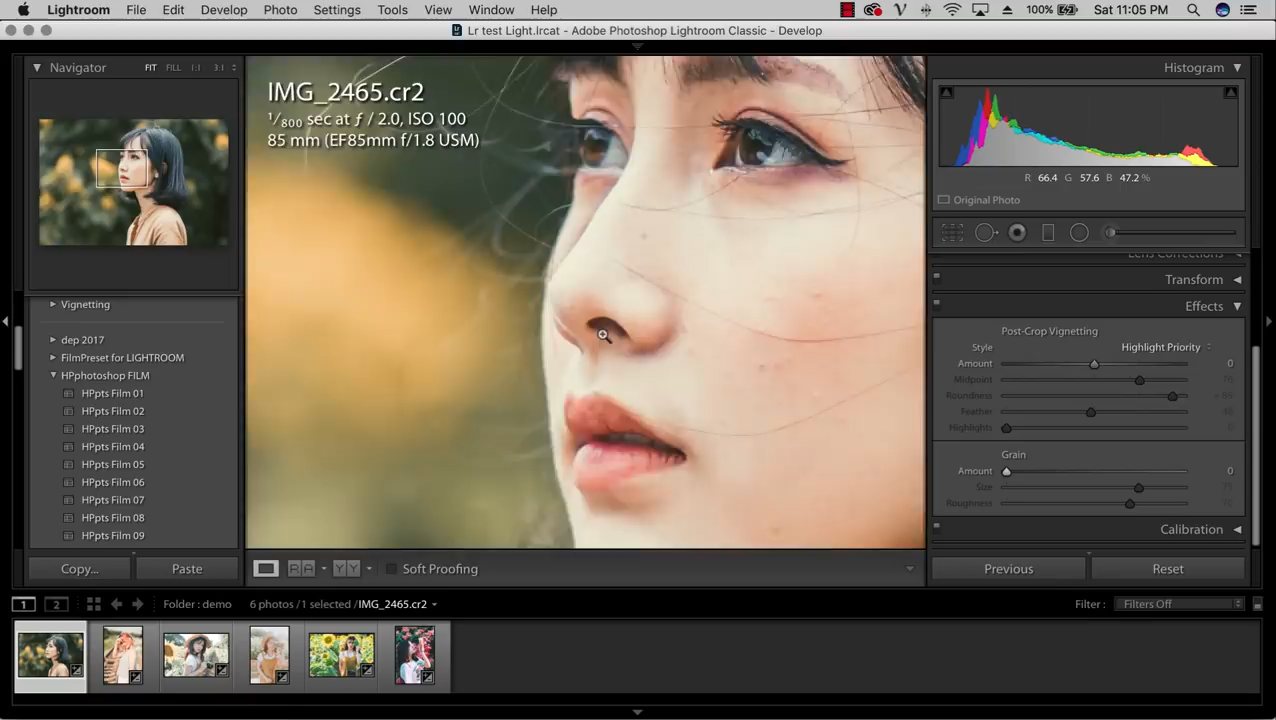 Lightroom File Edit Develop Photo Settings Tools View Window Help 100% Sat 11:05 PM
Lr test Light.lrcat - Adobe Photoshop Lightroom Classic - Develop
Navigator FIT FILL 1:1 3:1
Vignetting
dep 2017
FilmPreset for LIGHTROOM
HPphotoshop FILM
HPpts Film 01
HPpts Film 02
HPpts Film 03
HPpts Film 04
HPpts Film 05
HPpts Film 06
HPpts Film 07
HPpts Film 08
HPpts Film 09
Copy... Paste
IMG_2465.cr2
1/800 sec at ƒ / 2.0, ISO 100
85 mm (EF85mm f/1.8 USM)
RA YY Soft Proofing
Histogram
R 66.4 G 57.6 B 47.2 %
Original Photo
Lens Corrections
Transform
Effects
Post-Crop Vignetting
Style Highlight Priority
Amount 0
Midpoint 76
Roundness
Feather
Highlights 0
Grain
Amount 0
Size
Roughness
Calibration
Previous Reset
1 2 Folder : demo 6 photos /1 selected /IMG_2465.cr2 Filter : Filters Off